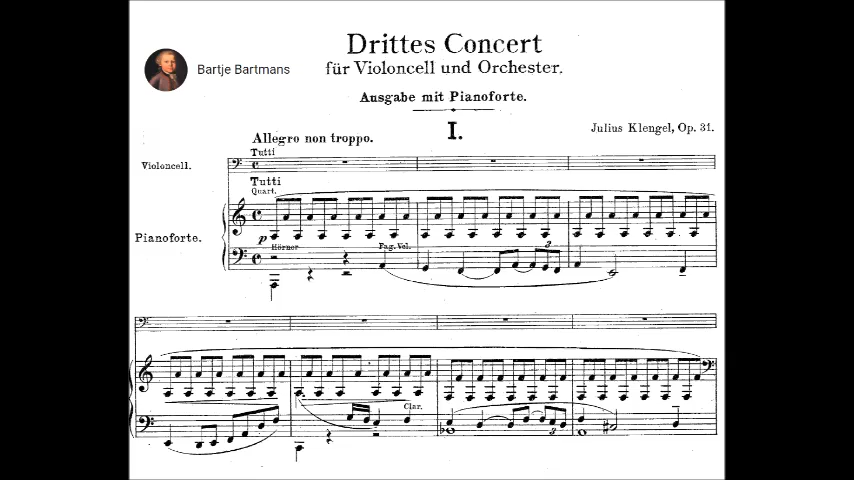 Drittes Concert
für Violoncell und Orchester.
Bartje Bartmans
Ausgabe mit Pianoforte.
I.
Julius Klengel, Op. 31.
Allegro non troppo.
Tutti
Violoncell.
Tutti
Quart.
Pianoforte.
p
Hörner
Fag. Vcl.
3
Clar.
3